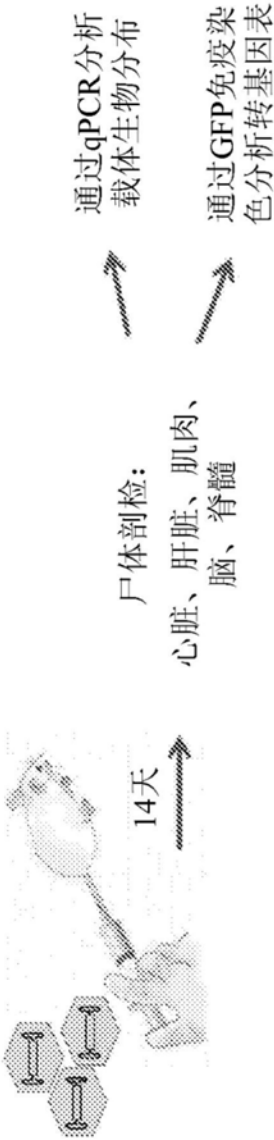 14天
尸体剖检：
心脏、肝脏、肌肉、
脑、脊髓
通过qPCR分析
载体生物分布
通过GFP免疫染
色分析转基因表